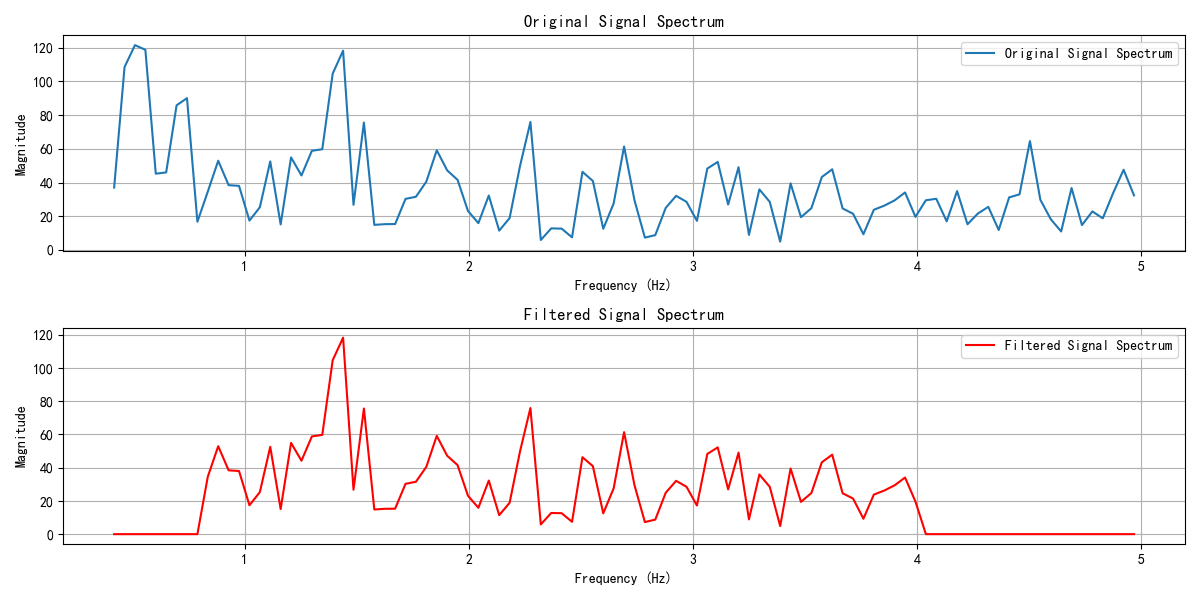 Original Signal Spectrum
120
100
80
60
40
20
0
Magnitude
Original Signal Spectrum
1 2 3 4 5
Frequency (Hz)
Filtered Signal Spectrum
120
100
80
60
40
20
0
Magnitude
Filtered Signal Spectrum
1 2 3 4 5
Frequency (Hz)